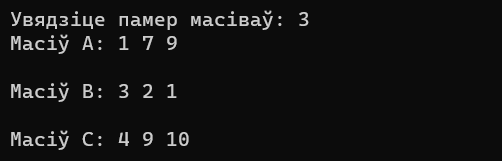 Увядзіце памер масіваў: 3
Масіў A: 1 7 9
Масіў B: 3 2 1
Масіў C: 4 9 10